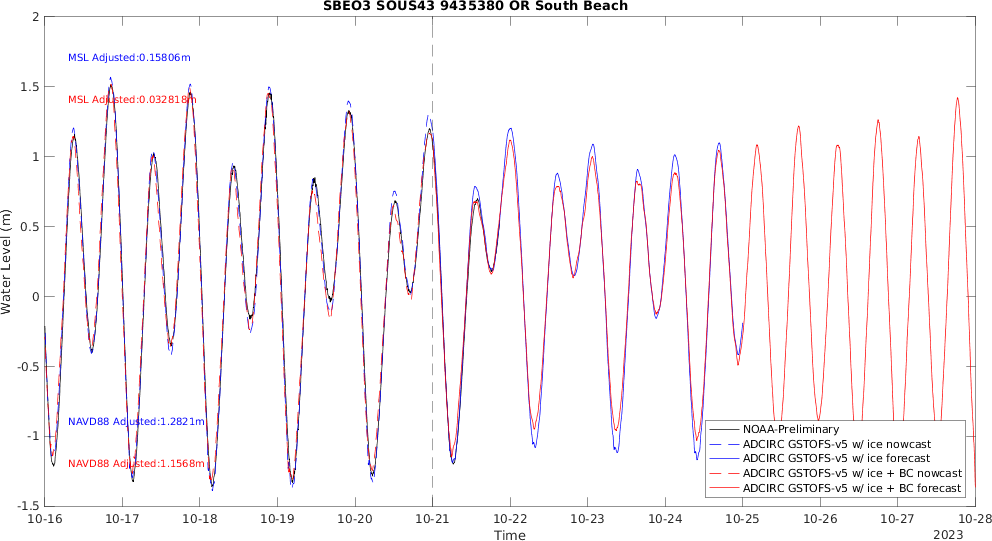 SBEO3 SOUS43 9435380 OR South Beach
MSL Adjusted:0.15806m
MSL Adjusted:0.032818m
NAVD88 Adjusted:1.2821m
NAVD88 Adjusted:1.1568m
Water Level (m)
2
1.5
1
0.5
0
-0.5
-1
-1.5
NOAA-Preliminary
ADCIRC GSTOFS-v5 w/ ice nowcast
ADCIRC GSTOFS-v5 w/ ice forecast
ADCIRC GSTOFS-v5 w/ ice + BC nowcast
ADCIRC GSTOFS-v5 w/ ice + BC forecast
10-16 10-17 10-18 10-19 10-20 10-21 10-22 10-23 10-24 10-25 10-26 10-27 10-28
Time
2023